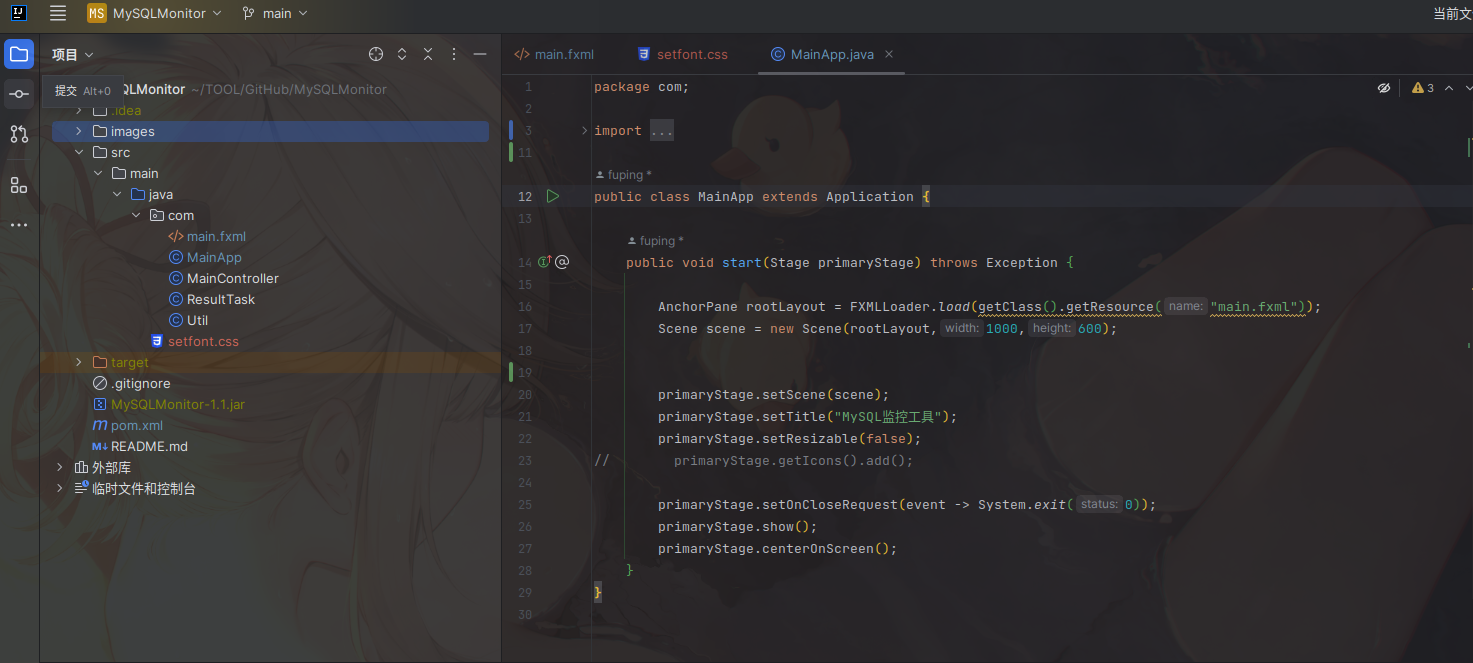 IJ MS MySQLMonitor main 当前文
项目
提交 Alt+0 QLMonitor ~/TOOL/GitHub/MySQLMonitor
.idea
images
src
main
java
com
</> main.fxml
C MainApp
C MainController
C ResultTask
C Util
setfont.css
target
.gitignore
MySQLMonitor-1.1.jar
m pom.xml
M↓ README.md
外部库
临时文件和控制台
</> main.fxml setfont.css C MainApp.java ×
1 package com;
3
2
3 import ...
11
fuping *
12 public class MainApp extends Application {
13
fuping *
14 @ public void start(Stage primaryStage) throws Exception {
15
16 AnchorPane rootLayout = FXMLLoader.load(getClass().getResource( name: "main.fxml"));
17 Scene scene = new Scene(rootLayout, width: 1000, height: 600);
18
19
20 primaryStage.setScene(scene);
21 primaryStage.setTitle("MySQL监控工具");
22 primaryStage.setResizable(false);
23 // primaryStage.getIcons().add();
24
25 primaryStage.setOnCloseRequest(event -> System.exit( status: 0));
26 primaryStage.show();
27 primaryStage.centerOnScreen();
28 }
29 }
30